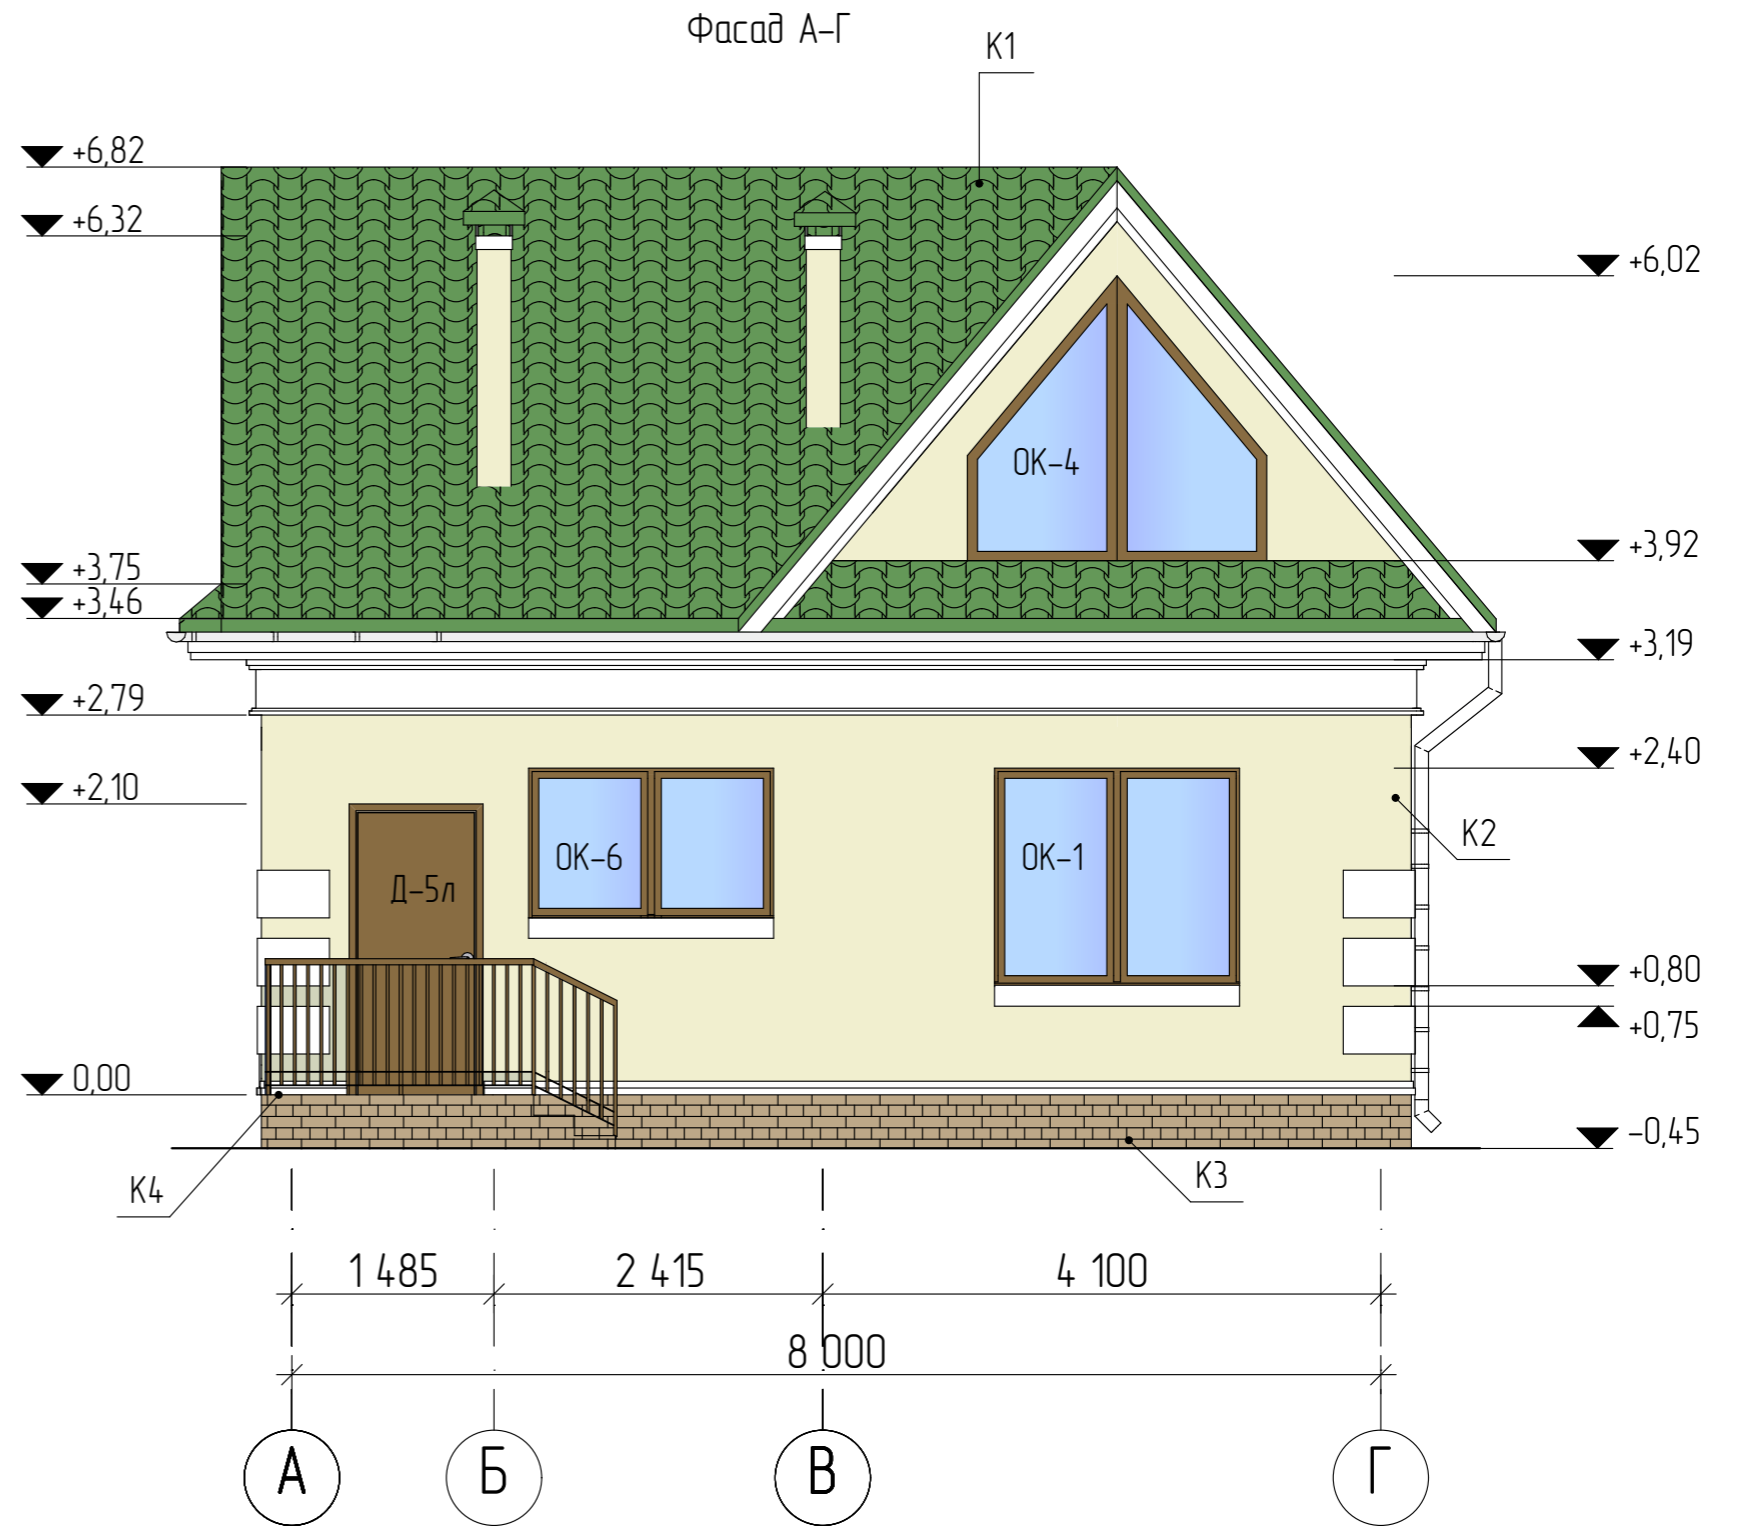 Фасад А–Г
К1
+6,82
+6,32
+6,02
ОК–4
+3,92
+3,75
+3,46
+3,19
+2,79
+2,40
+2,10
К2
ОК–6
ОК–1
Д–5л
+0,80
+0,75
0,00
–0,45
К4
К3
1 485
2 415
4 100
8 000
А
Б
В
Г